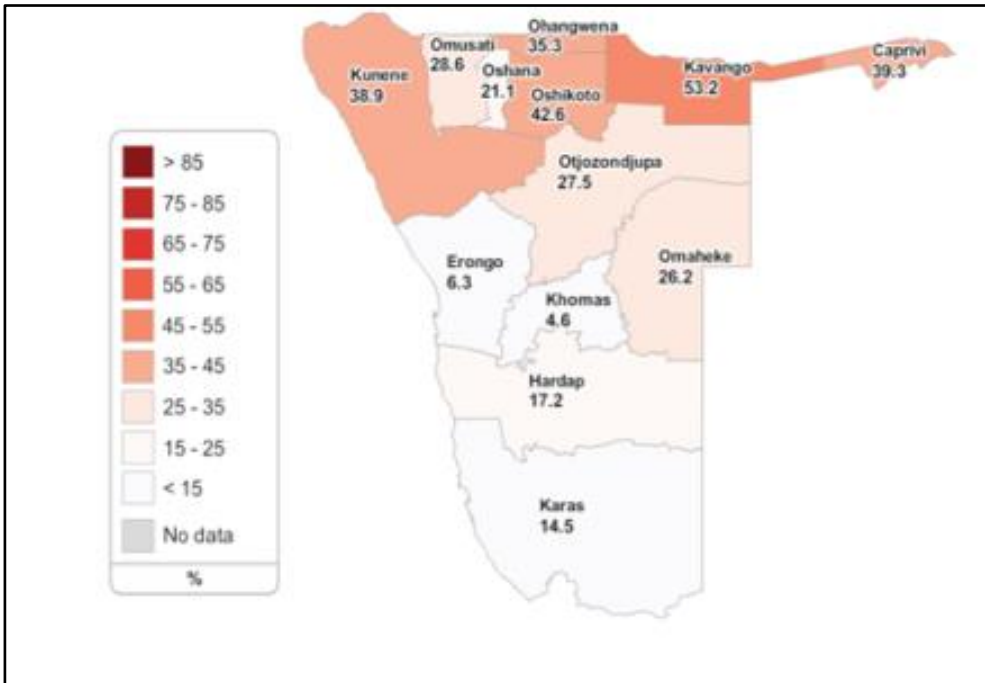 Ohangwena
35.3
Omusati
28.6
Oshana
21.1
Kunene
38.9
Oshikoto
42.6
Kavango
53.2
Caprivi
39.3
Otjozondjupa
27.5
Omaheke
26.2
Erongo
6.3
Khomas
4.6
Hardap
17.2
Karas
14.5
> 85
75 - 85
65 - 75
55 - 65
45 - 55
35 - 45
25 - 35
15 - 25
< 15
No data
%